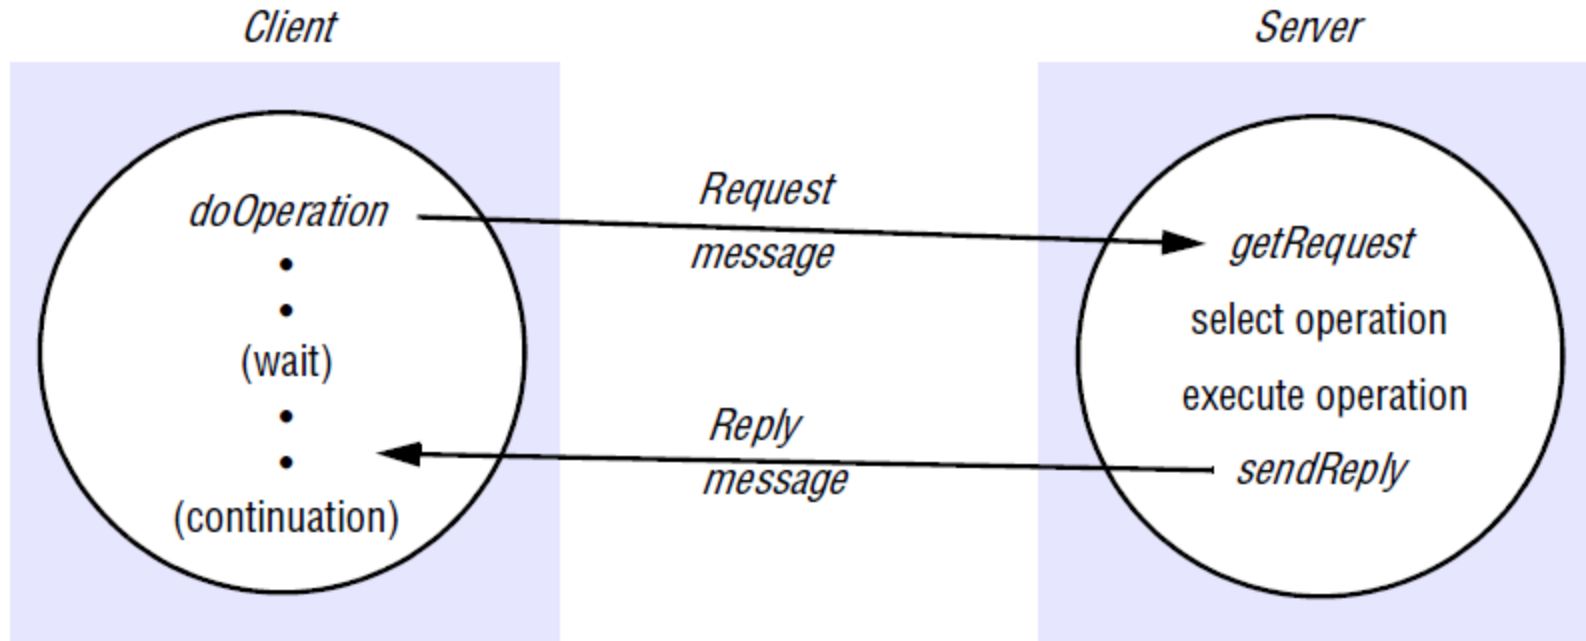 Client
Server
doOperation
•
•
(wait)
•
•
(continuation)
Request
message
Reply
message
getRequest
select operation
execute operation
sendReply